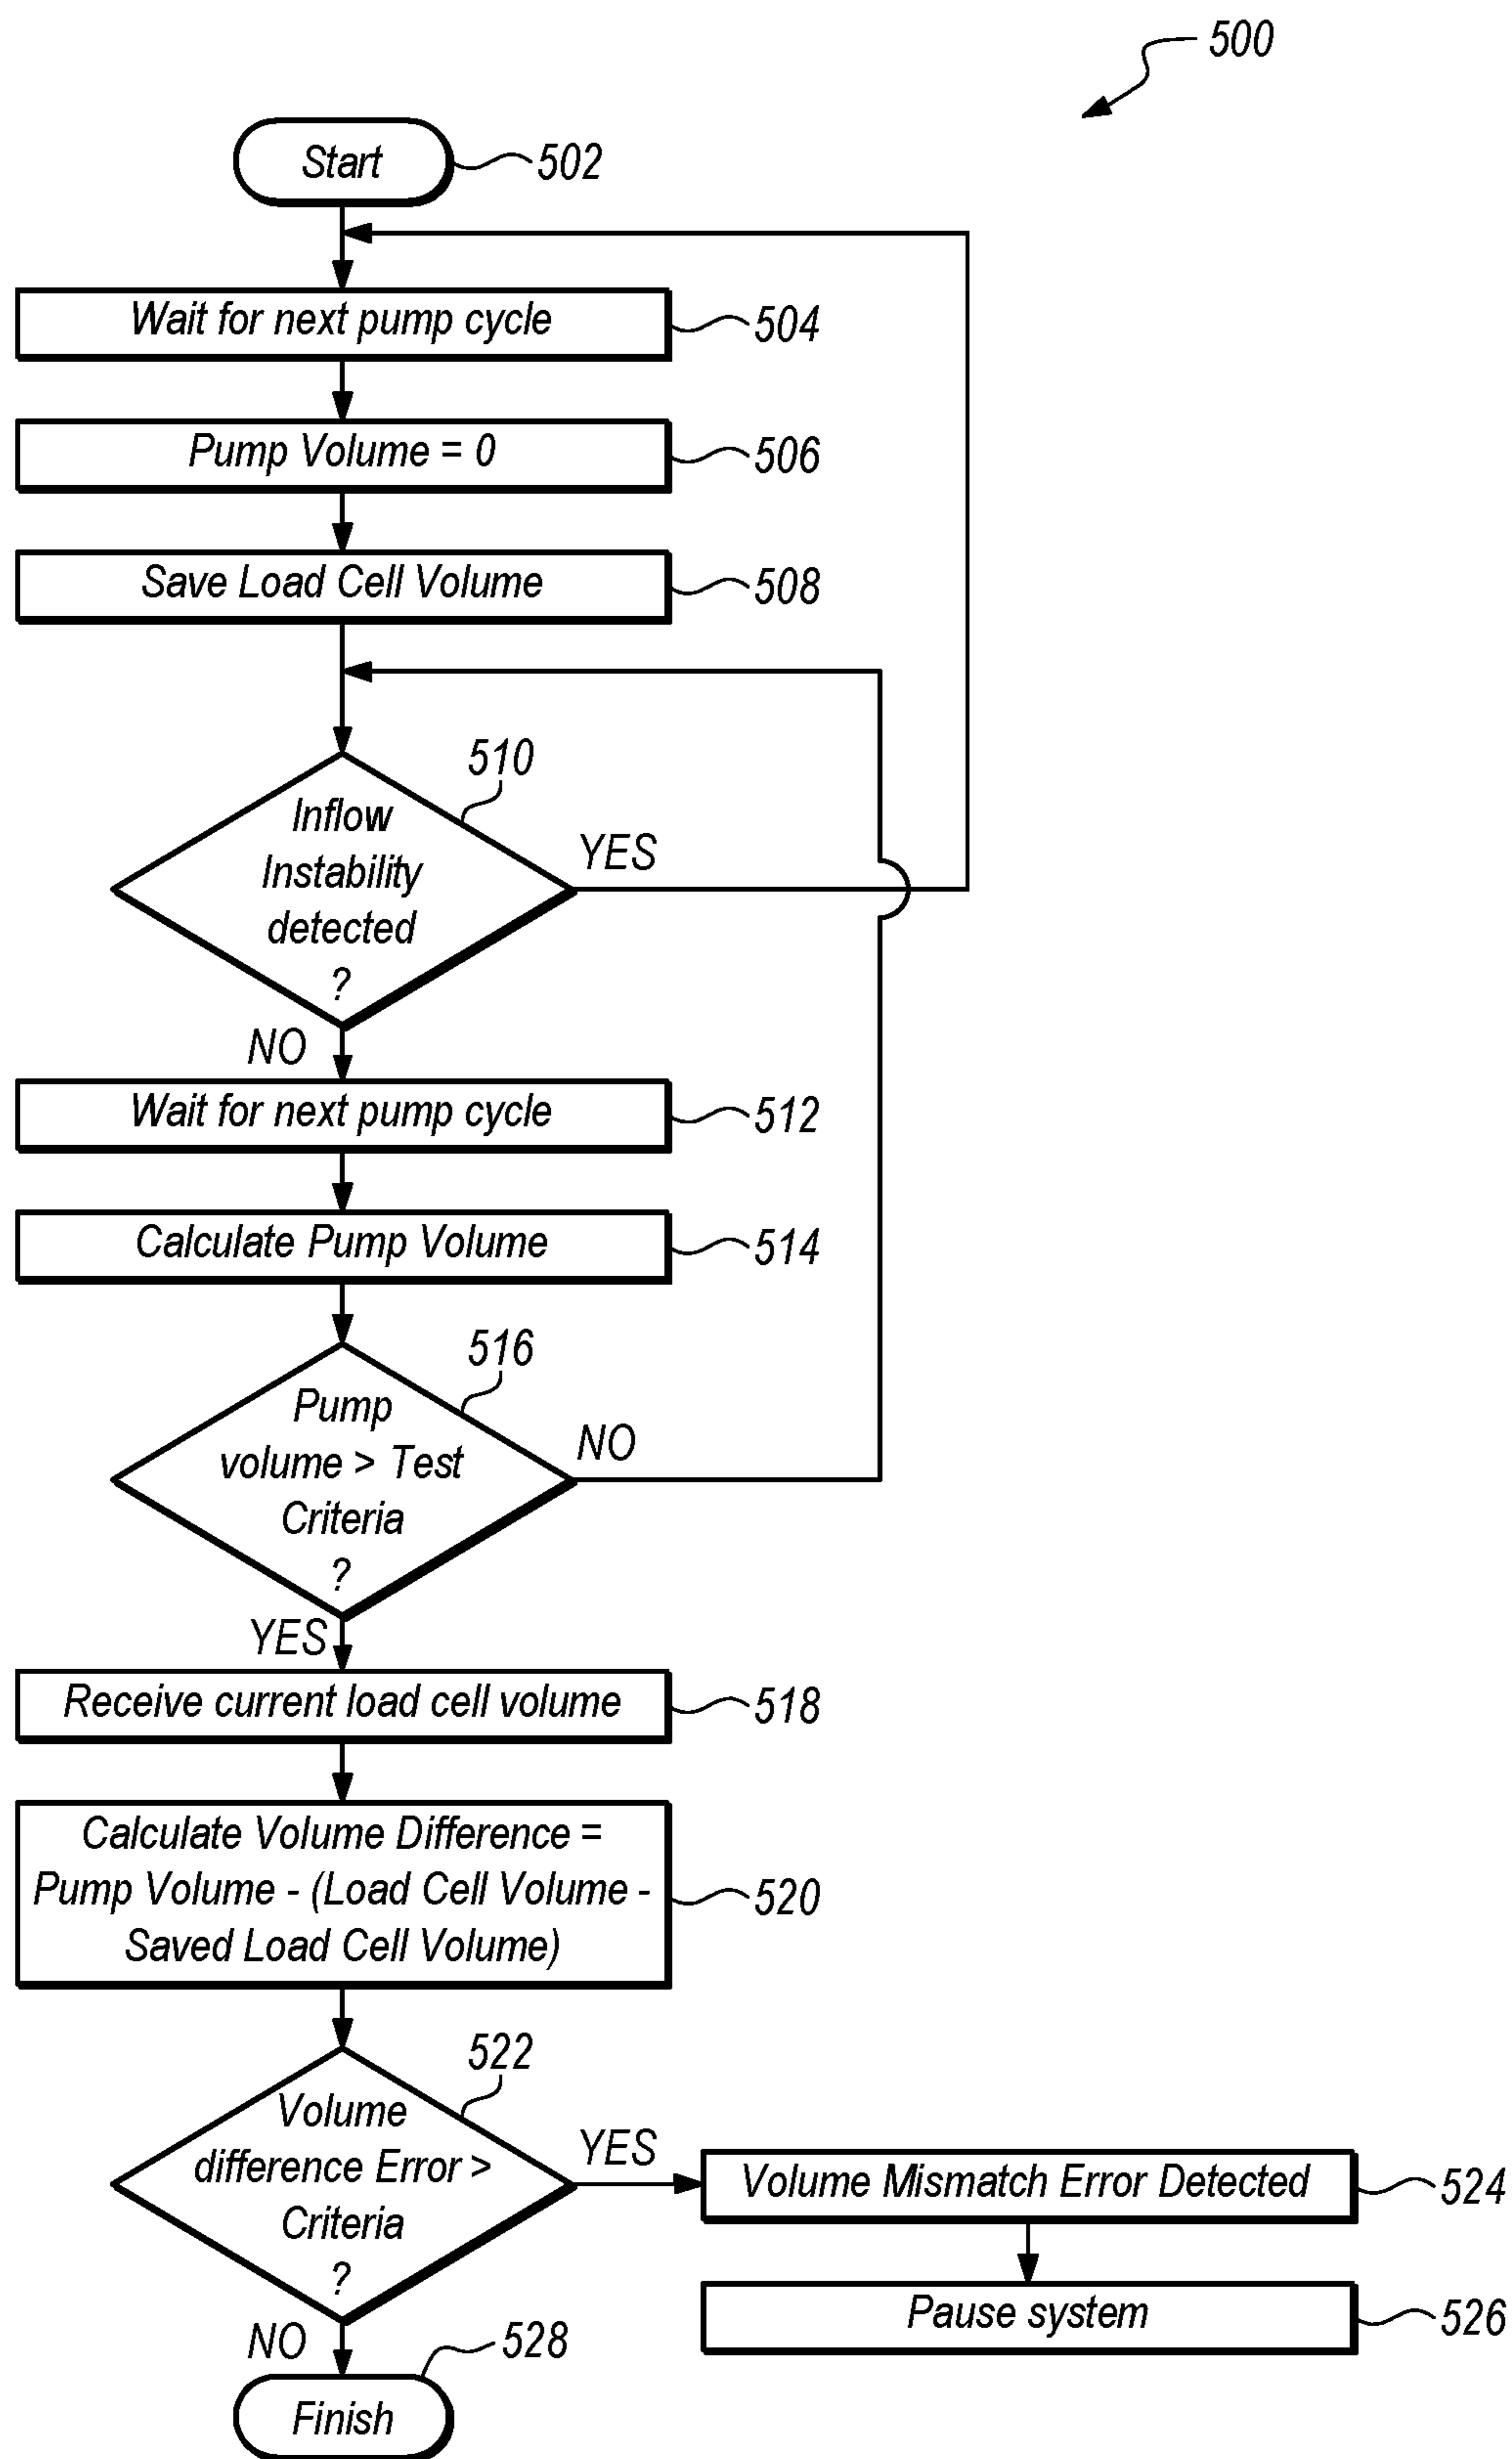 500
Start
502
Wait for next pump cycle
504
Pump Volume = 0
506
Save Load Cell Volume
508
510
Inflow
Instability
detected
?
YES
NO
Wait for next pump cycle
512
Calculate Pump Volume
514
516
Pump
volume > Test
Criteria
?
NO
YES
Receive current load cell volume
518
Calculate Volume Difference =
Pump Volume - (Load Cell Volume -
Saved Load Cell Volume)
520
522
Volume
difference Error >
Criteria
?
YES
Volume Mismatch Error Detected
524
Pause system
526
NO
528
Finish